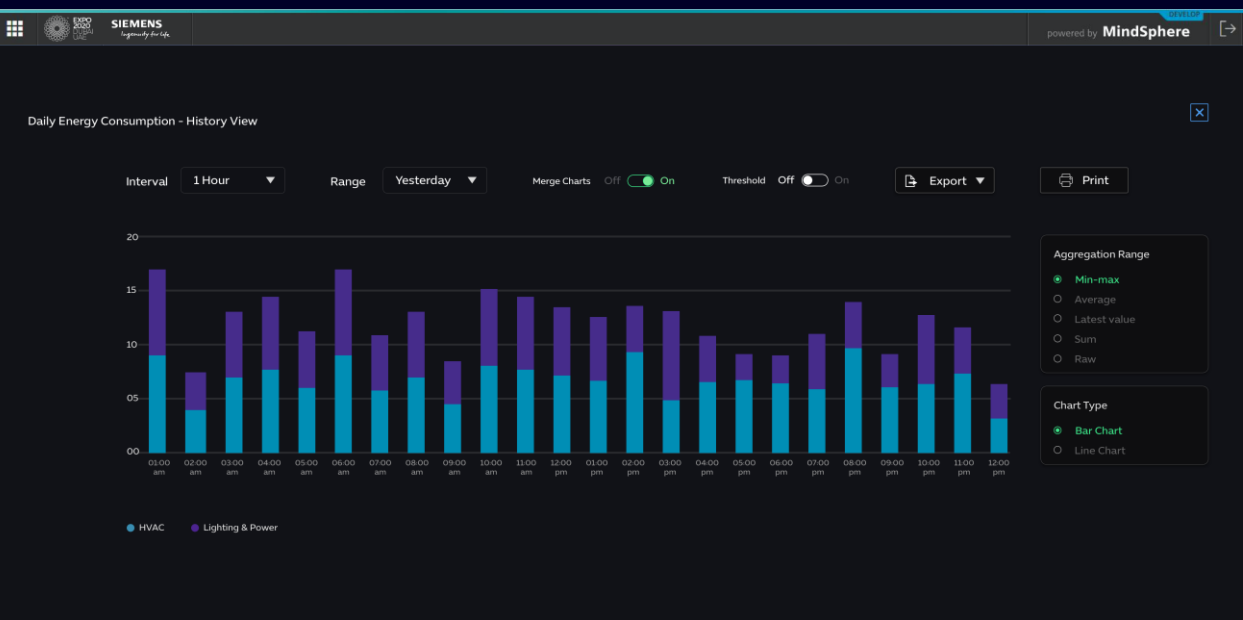 EXPO
2020
DUBAI
UAE
SIEMENS
Ingenuity for life
DEVELOP
powered by MindSphere
Daily Energy Consumption - History View
Interval 1 Hour Range Yesterday Merge Charts Off On Threshold Off On Export Print
20
15
10
05
00
01:00 am 02:00 am 03:00 am 04:00 am 05:00 am 06:00 am 07:00 am 08:00 am 09:00 am 10:00 am 11:00 am 12:00 pm 01:00 pm 02:00 pm 03:00 pm 04:00 pm 05:00 pm 06:00 pm 07:00 pm 08:00 pm 09:00 pm 10:00 pm 11:00 pm 12:00 pm
HVAC Lighting & Power
Aggregation Range
Min-max
Average
Latest value
Sum
Raw
Chart Type
Bar Chart
Line Chart